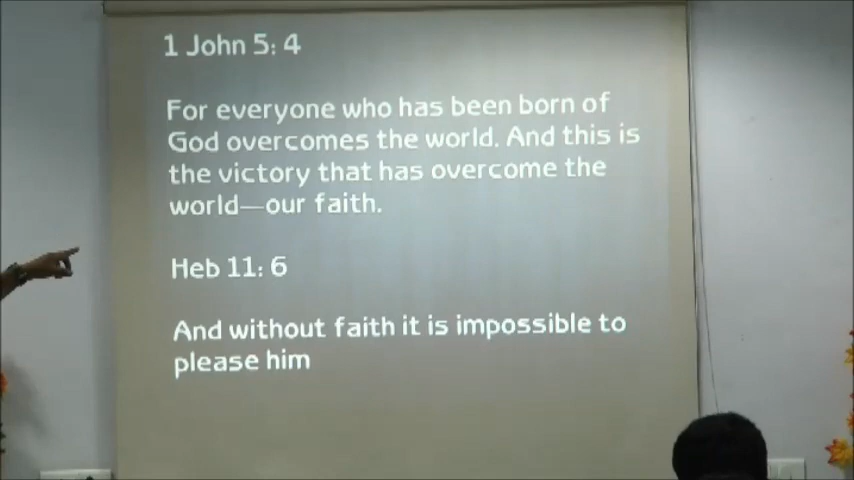 1 John 5: 4
For everyone who has been born of
God overcomes the world. And this is
the victory that has overcome the
world—our faith.
Heb 11: 6
And without faith it is impossible to
please him